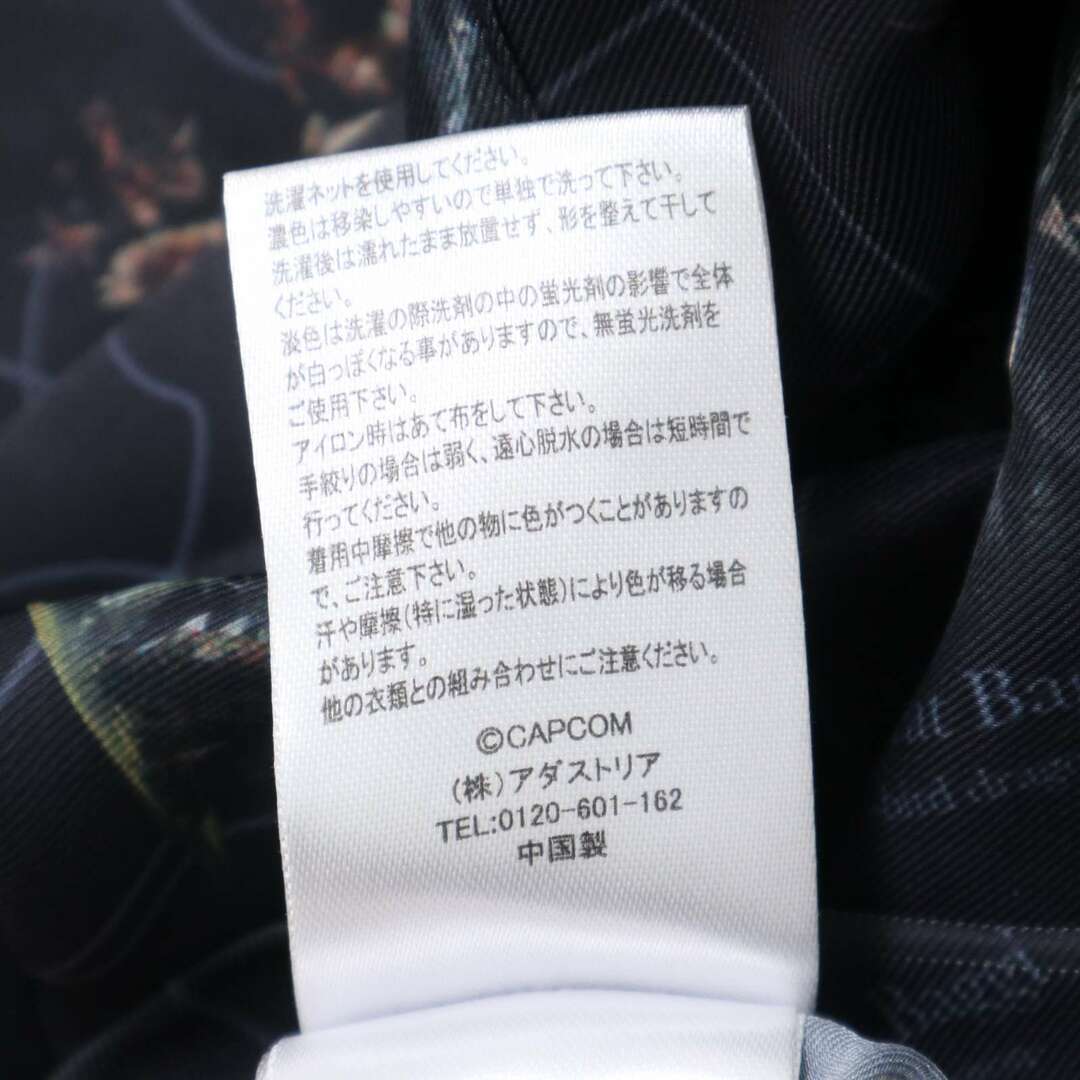 洗濯ネットを使用してください。
濃色は移染しやすいので単独で洗って下さい。
洗濯後は濡れたまま放置せず、形を整えて干して
ください。
淡色は洗濯の際洗剤の中の蛍光剤の影響で全体
が白っぽくなる事がありますので、無蛍光洗剤を
ご使用下さい。
アイロン時はあて布をして下さい。
手絞りの場合は弱く、遠心脱水の場合は短時間で
行ってください。
着用中摩擦で他の物に色がつくことがありますの
で、ご注意下さい。
汗や摩擦(特に湿った状態)により色が移る場合
があります。
他の衣類との組み合わせにご注意ください。
©CAPCOM
(株)アダストリア
TEL:0120-601-162
中国製